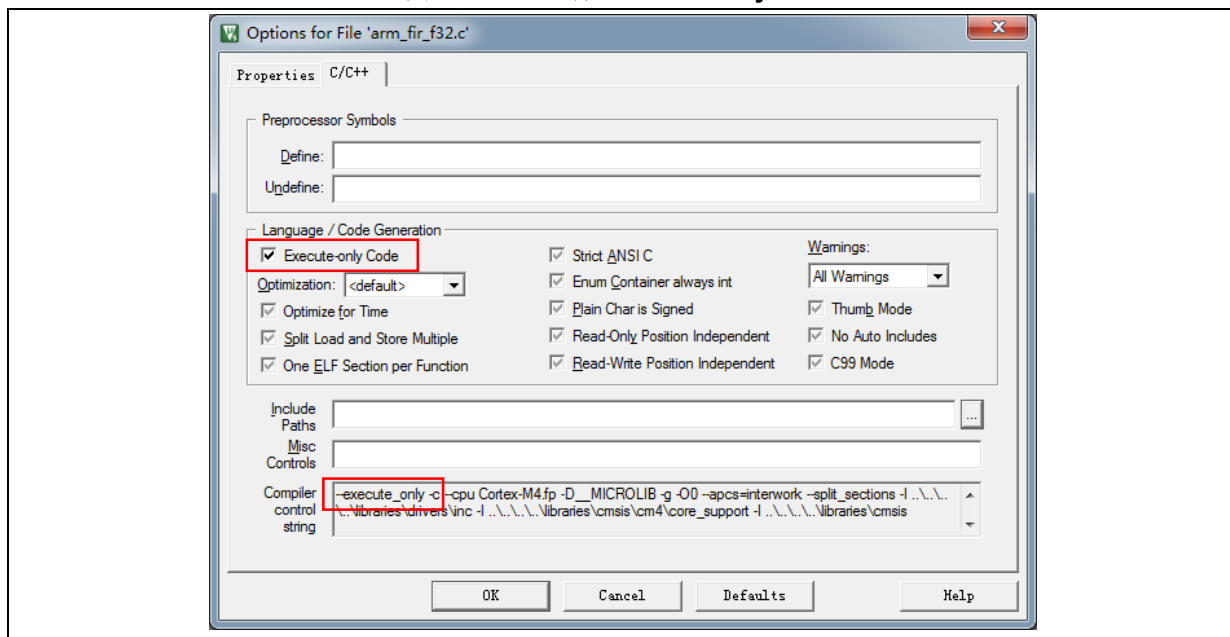 Options for File 'arm_fir_f32.c'
Properties C/C++
Preprocessor Symbols
Define:
Undefine:
Language / Code Generation
Execute-only Code
Strict ANSI C
Warnings:
Optimization: <default>
Enum Container always int
All Warnings
Optimize for Time
Plain Char is Signed
Thumb Mode
Split Load and Store Multiple
Read-Only Position Independent
No Auto Includes
One ELF Section per Function
Read-Write Position Independent
C99 Mode
Include
Paths
...
Misc
Controls
Compiler
control
string
--execute_only -c --cpu Cortex-M4.fp -D__MICROLIB -g -O0 --apcs=interwork --split_sections -I ..\..\..
\..\libraries\drivers\inc -I ..\..\..\..\libraries\cmsis\cm4\core_support -I ..\..\..\..\libraries\cmsis
OK Cancel Defaults Help